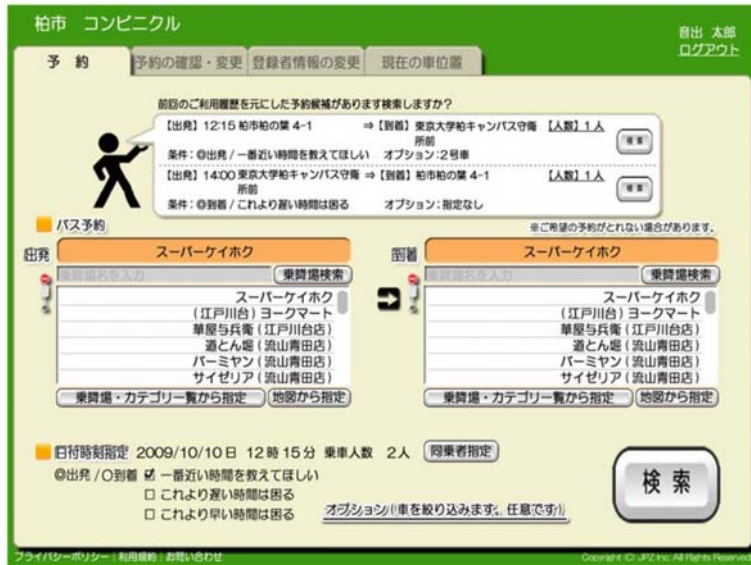 柏市 コンビニクル
音出 太郎
ログアウト
予 約
予約の確認・変更
登録者情報の変更
現在の車位置
前回のご利用履歴を元にした予約候補があります検索しますか?
【出発】12:15 柏市柏の葉 4-1 ⇒【到着】東京大学柏キャンパス守衛所前 【人数】1人
検索
条件:◎出発 / 一番近い時間を教えてほしい オプション:2号車
【出発】14:00 東京大学柏キャンパス守衛所前 ⇒【到着】柏市柏の葉 4-1 【人数】1人
検索
条件:◎到着 / これより遅い時間は困る オプション:指定なし
バス予約
※ご希望の予約がとれない場合があります。
出発
スーパーケイホク
乗降場名を入力
乗降場検索
スーパーケイホク
(江戸川台)ヨークマート
華屋与兵衛(江戸川台店)
道とん堀(流山青田店)
バーミヤン(流山青田店)
サイゼリア(流山青田店)
乗降場・カテゴリ一覧から指定
地図から指定
到着
スーパーケイホク
乗降場名を入力
乗降場検索
スーパーケイホク
(江戸川台)ヨークマート
華屋与兵衛(江戸川台店)
道とん堀(流山青田店)
バーミヤン(流山青田店)
サイゼリア(流山青田店)
乗降場・カテゴリ一覧から指定
地図から指定
日付時刻指定 2009/10/10日 12時15分 乗車人数 2人 同乗者指定
◎出発 /○到着 ☑ 一番近い時間を教えてほしい
□ これより遅い時間は困る
□ これより早い時間は困る
オプション(車を絞り込みます。任意です)
検索
プライバシーポリシー | 利用規約 | お問い合わせ
Copyright (C) JPZ Inc. All Rights Reserved